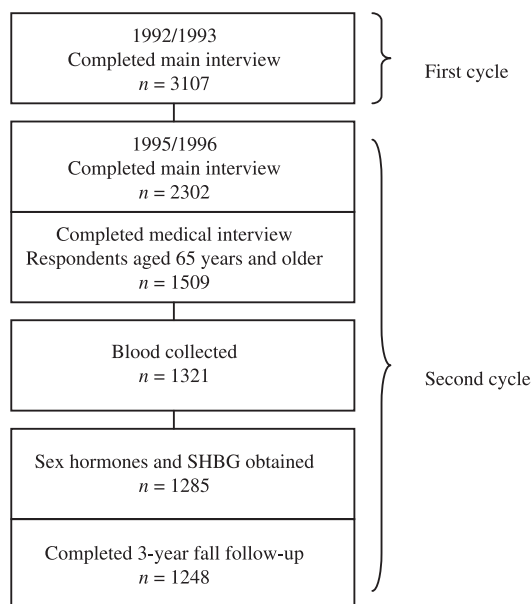 1992/1993
Completed main interview
n = 3107
First cycle
1995/1996
Completed main interview
n = 2302
Completed medical interview
Respondents aged 65 years and older
n = 1509
Blood collected
n = 1321
Second cycle
Sex hormones and SHBG obtained
n = 1285
Completed 3-year fall follow-up
n = 1248